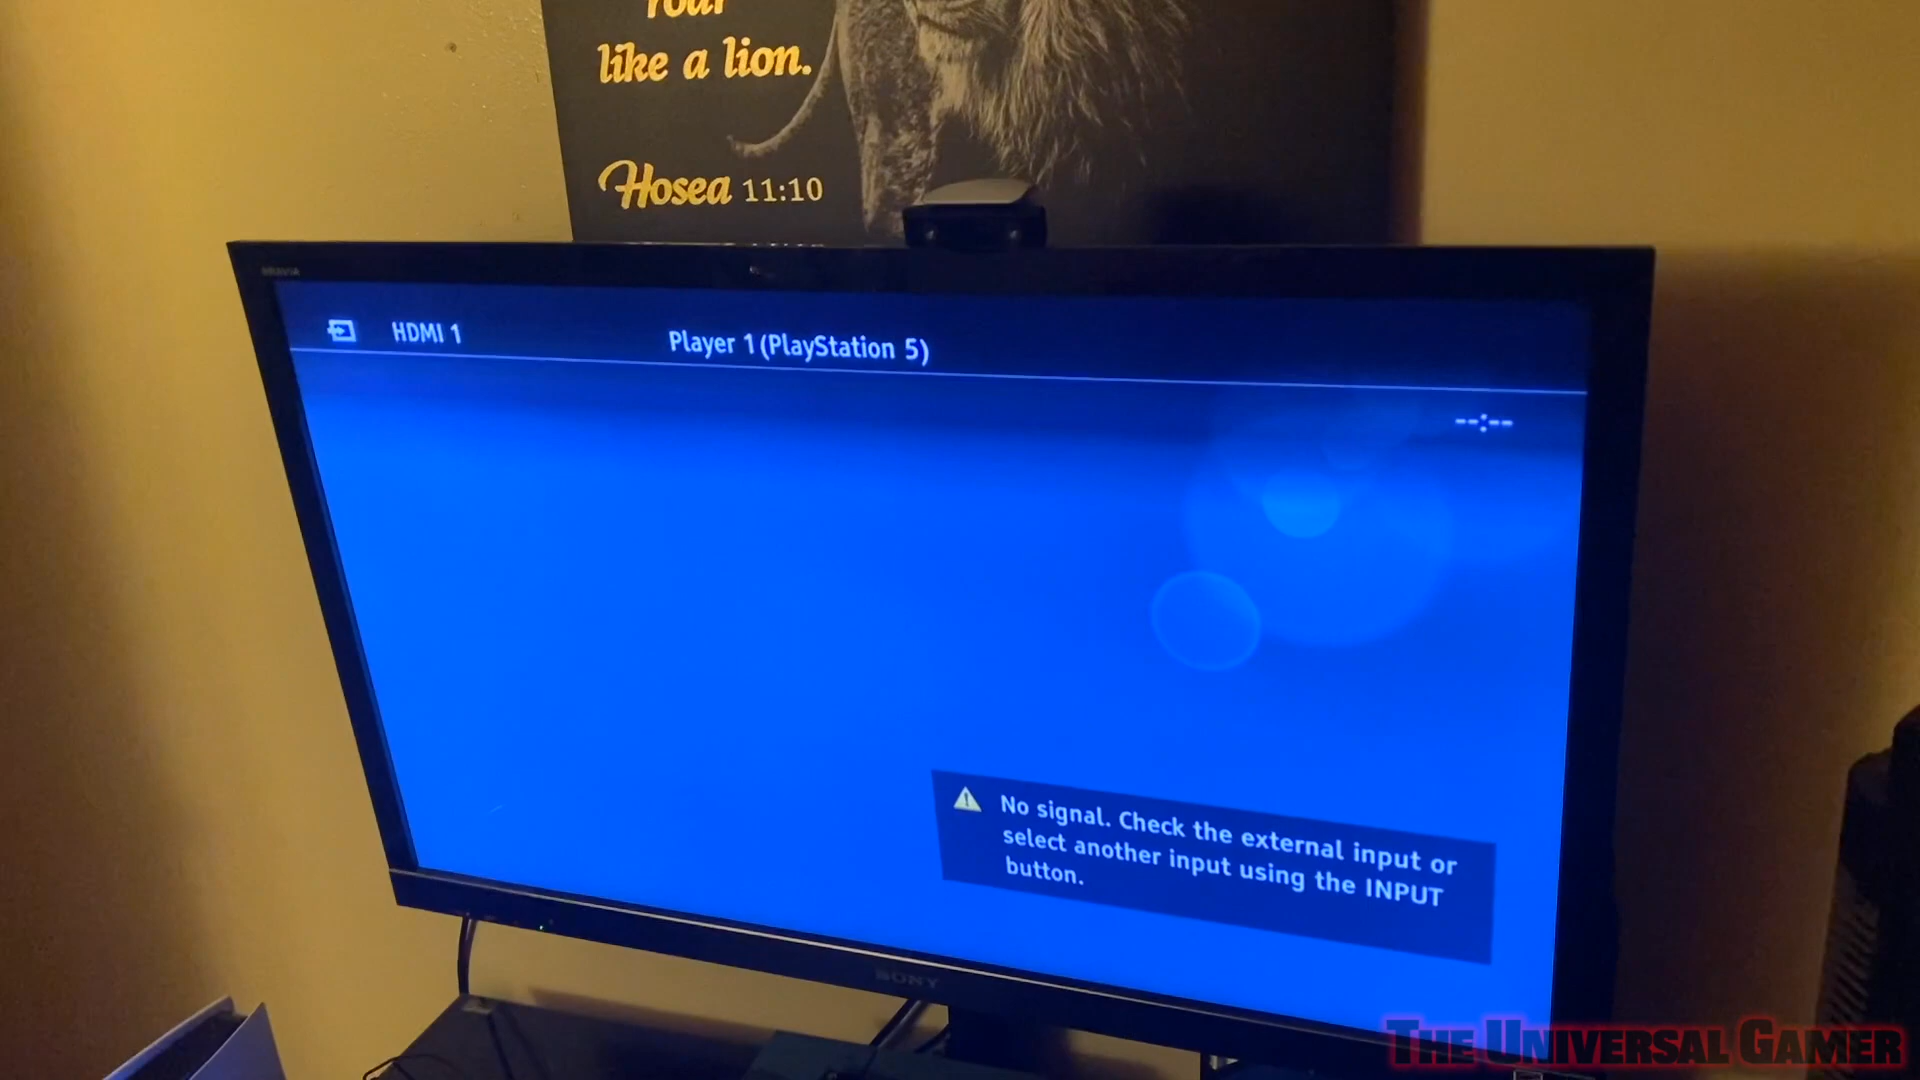 like a lion.
Hosea 11:10
BRAVIA
HDMI 1
Player 1 (PlayStation 5)
--:--
No signal. Check the external input or
select another input using the INPUT
button.
SONY
THE UNIVERSAL GAMER